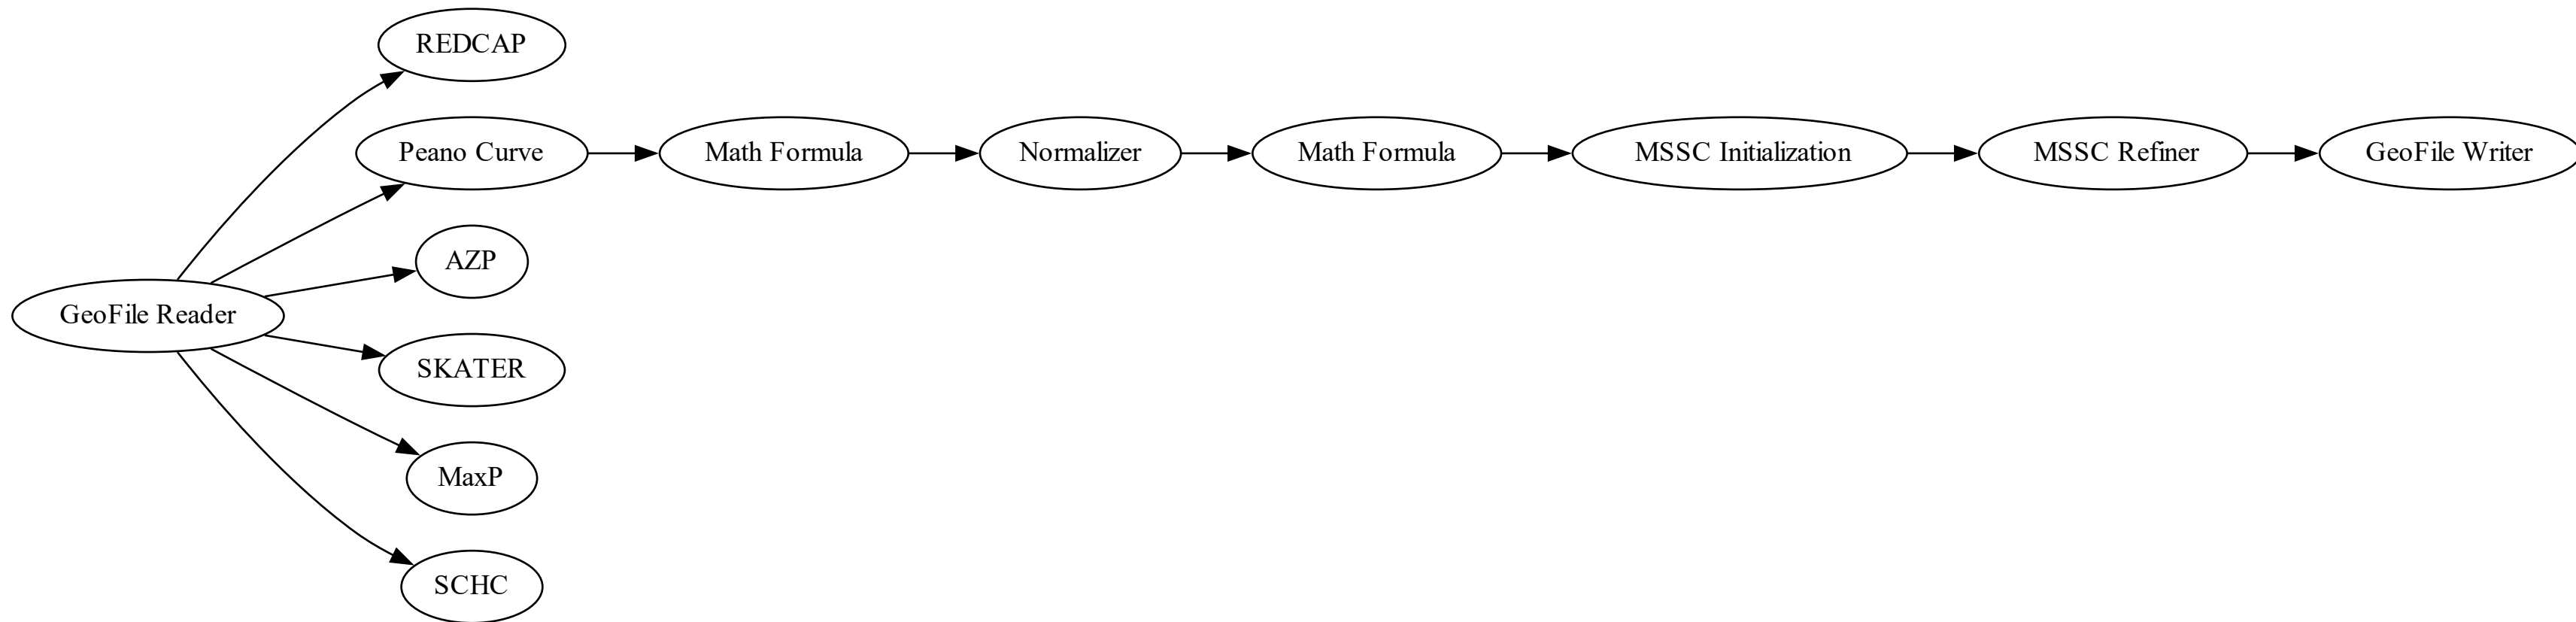 REDCAP
Peano Curve
Math Formula
Normalizer
Math Formula
MSSC Initialization
MSSC Refiner
GeoFile Writer
AZP
GeoFile Reader
SKATER
MaxP
SCHC